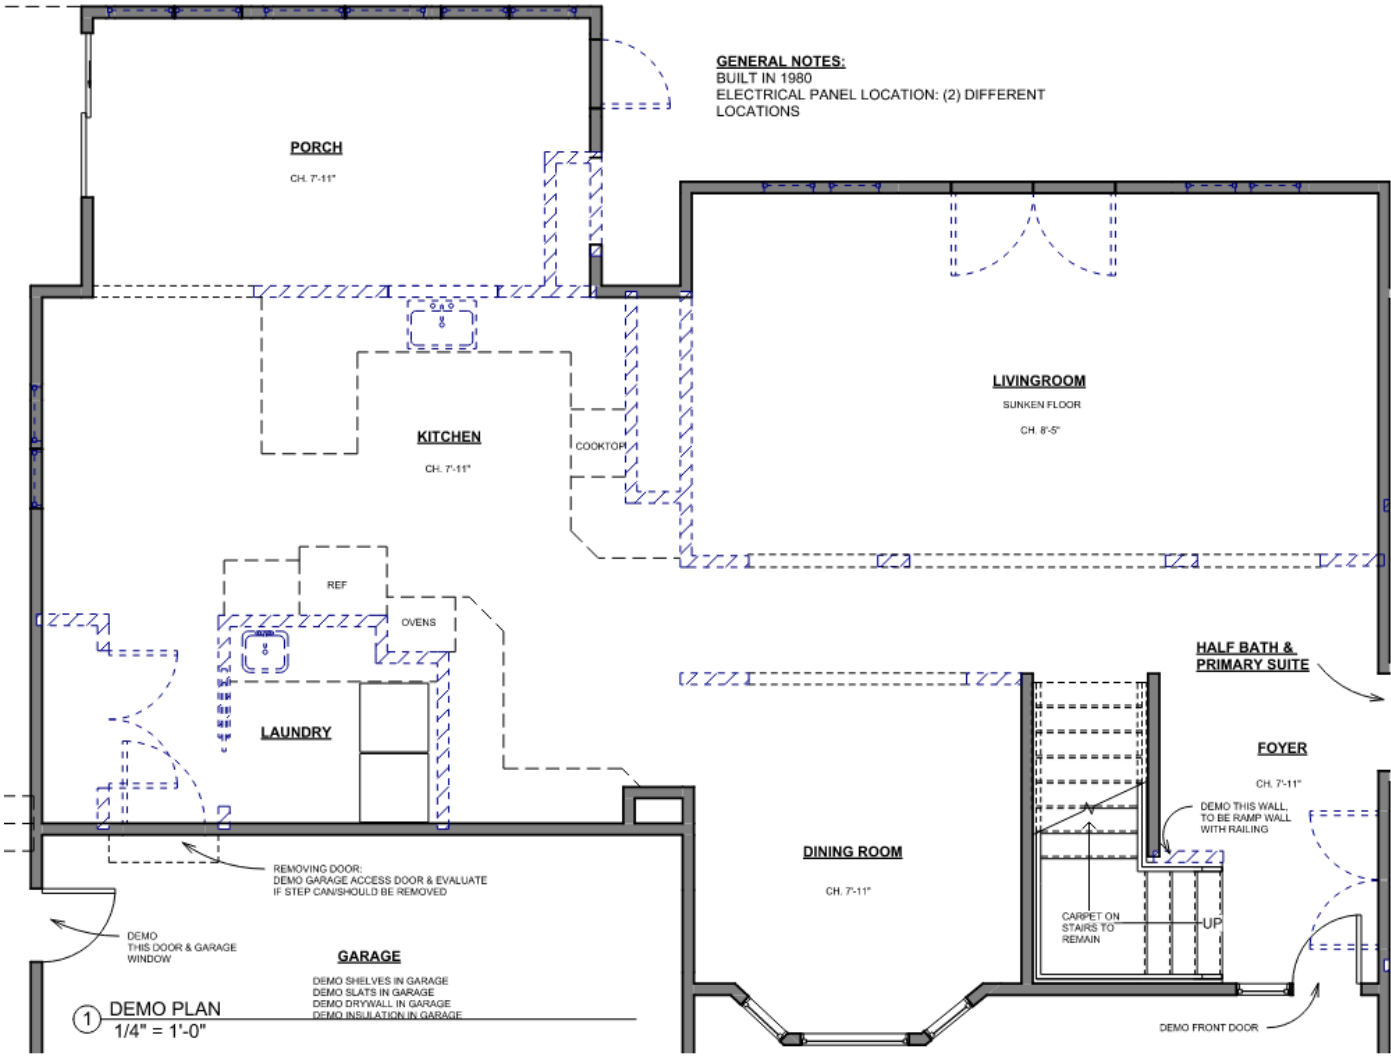 GENERAL NOTES:
BUILT IN 1980
ELECTRICAL PANEL LOCATION: (2) DIFFERENT
LOCATIONS
PORCH
CH. 7'-11"
LIVINGROOM
SUNKEN FLOOR
CH. 8'-5"
KITCHEN
CH. 7'-11"
COOKTOP
REF
OVENS
HALF BATH &
PRIMARY SUITE
LAUNDRY
FOYER
CH. 7'-11"
DEMO THIS WALL,
TO BE RAMP WALL
WITH RAILING
DINING ROOM
CH. 7'-11"
REMOVING DOOR:
DEMO GARAGE ACCESS DOOR & EVALUATE
IF STEP CAN/SHOULD BE REMOVED
CARPET ON
STAIRS TO
REMAIN
UP
DEMO
THIS DOOR & GARAGE
WINDOW
GARAGE
DEMO SHELVES IN GARAGE
DEMO SLATS IN GARAGE
DEMO DRYWALL IN GARAGE
DEMO INSULATION IN GARAGE
1 DEMO PLAN
1/4" = 1'-0"
DEMO FRONT DOOR